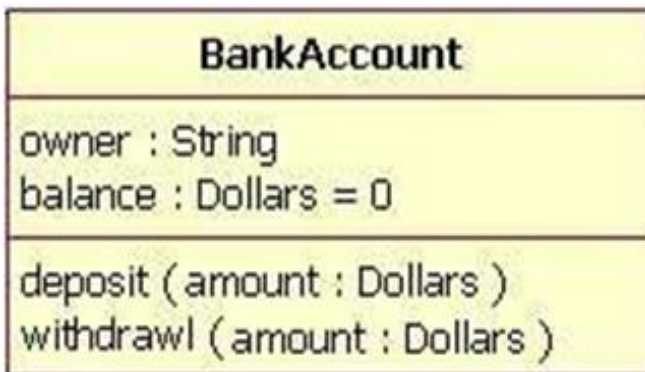 BankAccount
owner : String
balance : Dollars = 0
deposit ( amount : Dollars )
withdrawl ( amount : Dollars )